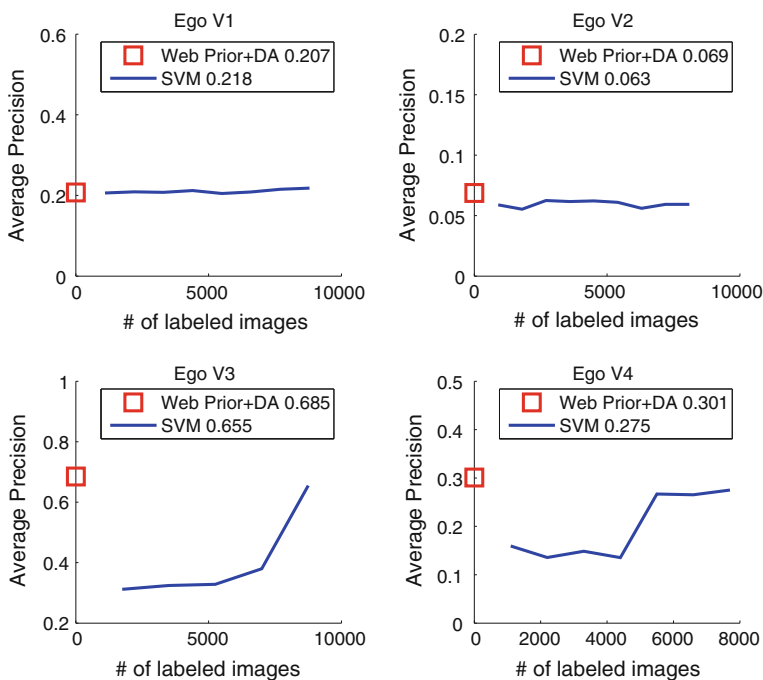 Ego V1
0.6
0.4
0.2
0
Average Precision
Web Prior+DA 0.207
SVM 0.218
0 5000 10000
# of labeled images
Ego V2
0.2
0.15
0.1
0.05
0
Average Precision
Web Prior+DA 0.069
SVM 0.063
0 5000 10000
# of labeled images
Ego V3
1
0.8
0.6
0.4
0.2
Average Precision
Web Prior+DA 0.685
SVM 0.655
0 5000 10000
# of labeled images
Ego V4
0.5
0.4
0.3
0.2
0.1
0
Average Precision
Web Prior+DA 0.301
SVM 0.275
0 2000 4000 6000 8000
# of labeled images